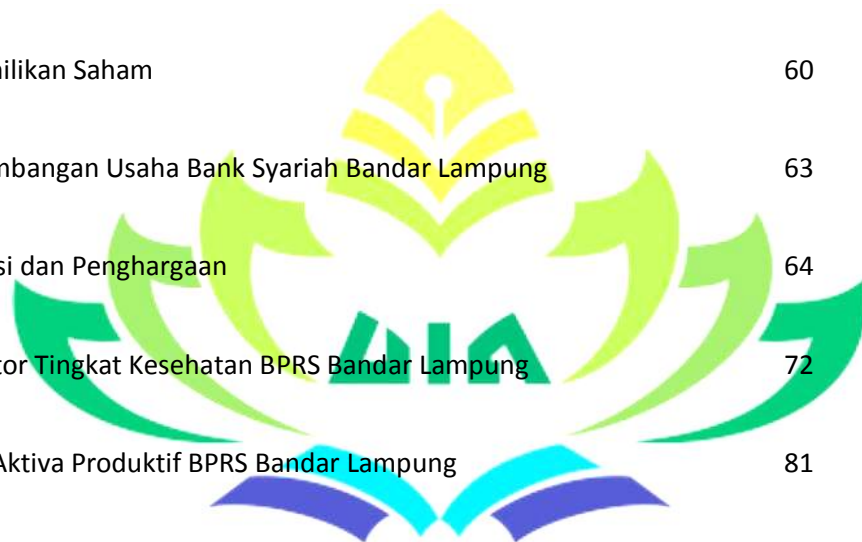 ilikan Saham 60
mbangan Usaha Bank Syariah Bandar Lampung 63
si dan Penghargaan 64
tor Tingkat Kesehatan BPRS Bandar Lampung 72
Aktiva Produktif BPRS Bandar Lampung 81